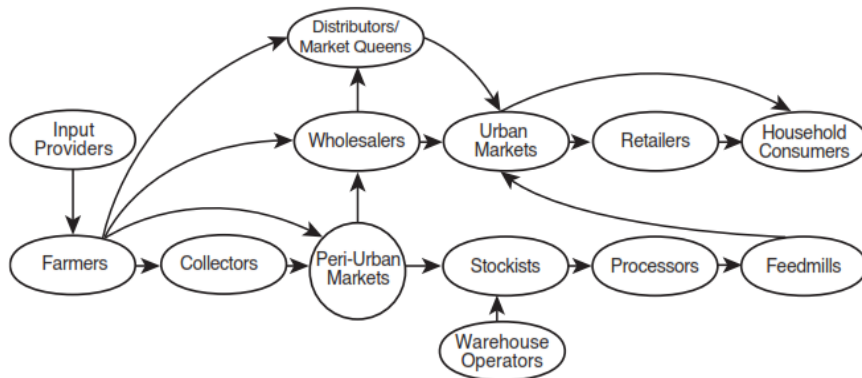 Distributors/
Market Queens
Input
Providers
Wholesalers
Urban
Markets
Retailers
Household
Consumers
Farmers
Collectors
Peri-Urban
Markets
Stockists
Processors
Feedmills
Warehouse
Operators